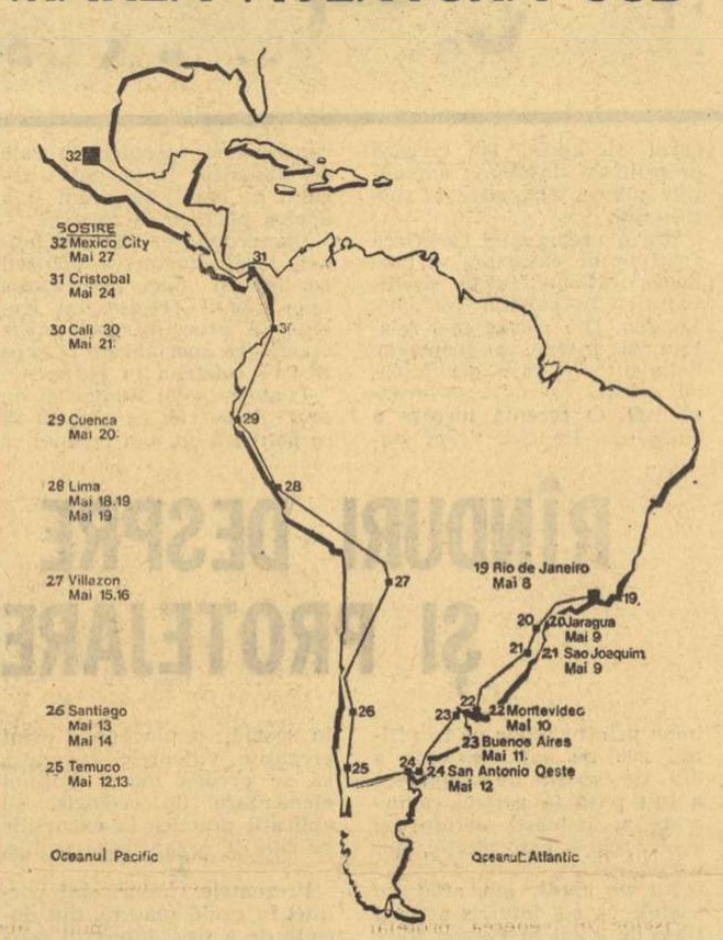 32
SOSIRE
32 Mexico City
Mai 27
31
31 Cristobal
Mai 24
30
30 Cali 30
Mai 21
29
29 Cuenca
Mai 20
28
28 Lima
Mai 18.19
Mai 19
RÎNDURI DESPRE
ȘI PROTEJARE
27
27 Villazon
Mai 15.16
19 Rio de Janeiro
Mai 8
19
20
20 Jaragua
Mai 9
21
21 Sao Joaquim
Mai 9
26
26 Santiago
Mai 13
Mai 14
22
22 Montevideo
Mai 10
23
23 Buenos Aires
Mai 11
25
25 Temuco
Mai 12,13
24
24 San Antonio Oeste
Mai 12
Oceanul Pacific
Oceanul Atlantic